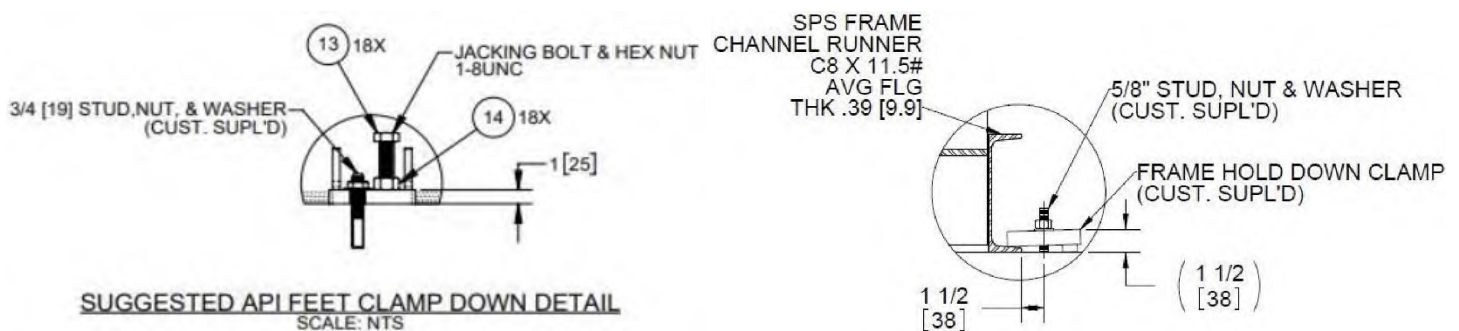 13 18X
JACKING BOLT & HEX NUT
1-8UNC
3/4 [19] STUD,NUT, & WASHER
(CUST. SUPL'D)
14 18X
1 [25]
SUGGESTED API FEET CLAMP DOWN DETAIL
SCALE: NTS
SPS FRAME
CHANNEL RUNNER
C8 X 11.5#
AVG FLG
THK .39 [9.9]
5/8" STUD, NUT & WASHER
(CUST. SUPL'D)
FRAME HOLD DOWN CLAMP
(CUST. SUPL'D)
1 1/2
[38]
( 1 1/2
[38] )